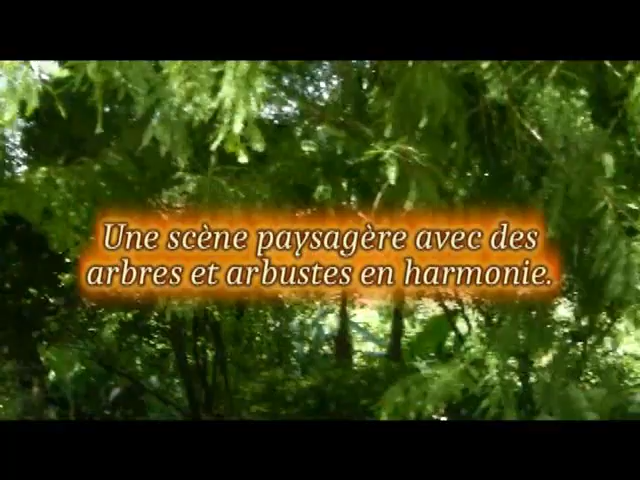 Une scène paysagère avec des
arbres et arbustes en harmonie.